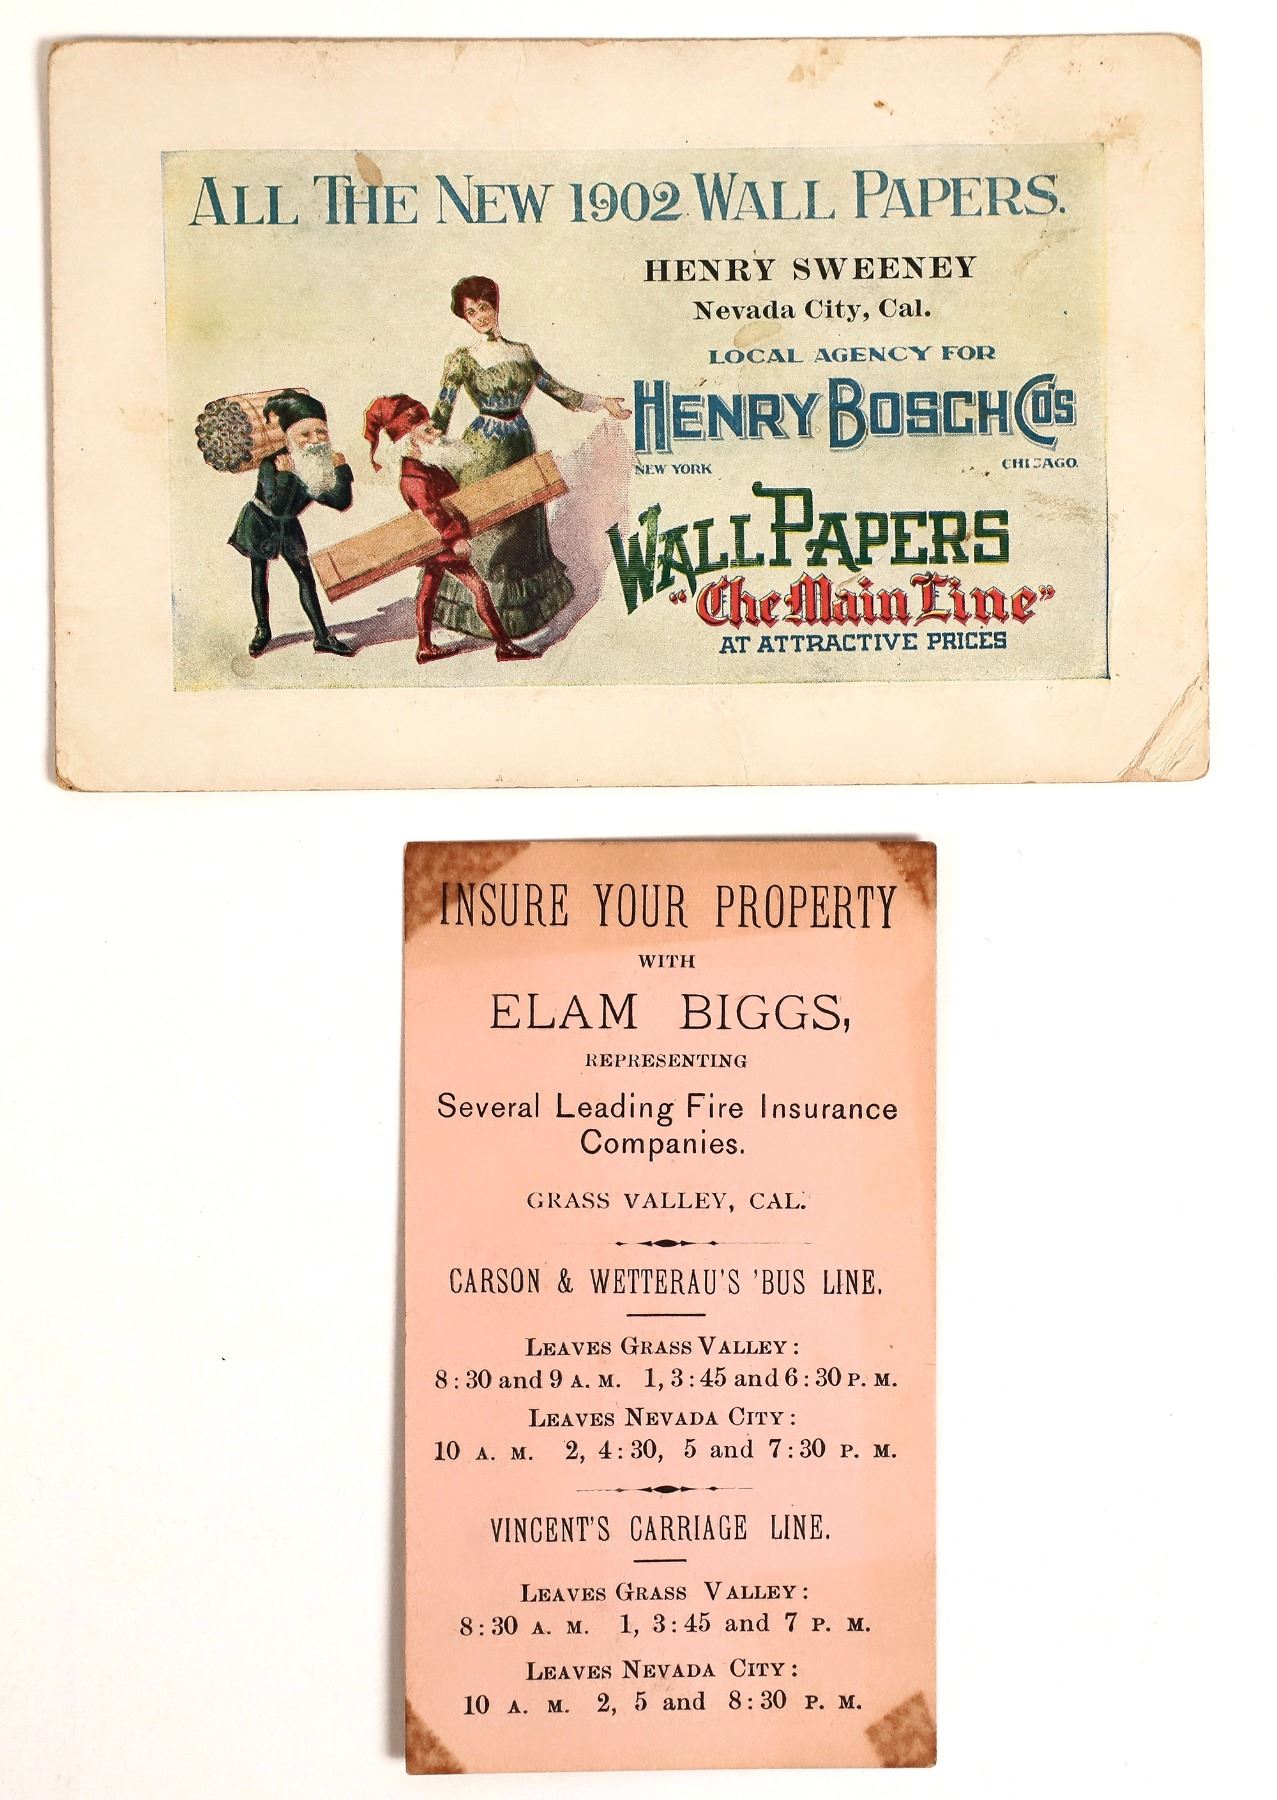 ALL THE NEW 1902 WALL PAPERS.
HENRY SWEENEY
Nevada City, Cal.
LOCAL AGENCY FOR
HENRY BOSCH CO'S
NEW YORK CHICAGO.
WALL PAPERS
"The Main Line"
AT ATTRACTIVE PRICES
INSURE YOUR PROPERTY
WITH
ELAM BIGGS,
REPRESENTING
Several Leading Fire Insurance
Companies.
GRASS VALLEY, CAL.
CARSON & WETTERAU'S 'BUS LINE.
LEAVES GRASS VALLEY:
8:30 and 9 A. M. 1, 3:45 and 6:30 P. M.
LEAVES NEVADA CITY:
10 A. M. 2, 4:30, 5 and 7:30 P. M.
VINCENT'S CARRIAGE LINE.
LEAVES GRASS VALLEY:
8:30 A. M. 1, 3:45 and 7 P. M.
LEAVES NEVADA CITY:
10 A. M. 2, 5 and 8:30 P. M.